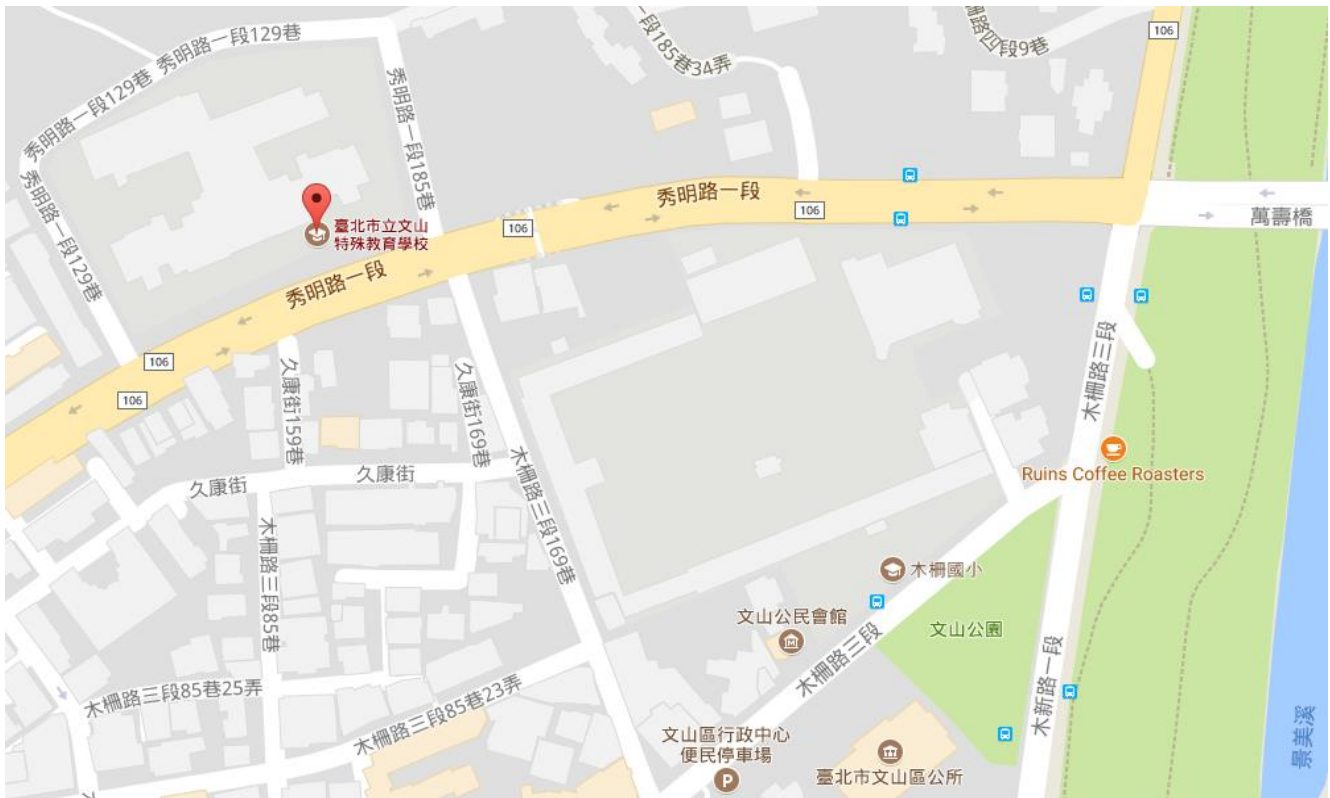 秀明路一段129巷
秀明路一段129巷
秀明路一段129巷
秀明路一段185巷
一段185巷34弄
木柵路四段9巷
106
臺北市立文山
特殊教育學校
秀明路一段
106
秀明路一段
106
萬壽橋
106
106
久康街159巷
久康街169巷
久康街
久康街
木柵路三段
Ruins Coffee Roasters
木柵路三段169巷
木柵路三段85巷
木柵國小
文山公民會館
文山公園
木柵路三段
木新路一段
木柵路三段85巷25弄
木柵路三段85巷23弄
文山區行政中心
便民停車場
P
臺北市文山區公所
景美溪